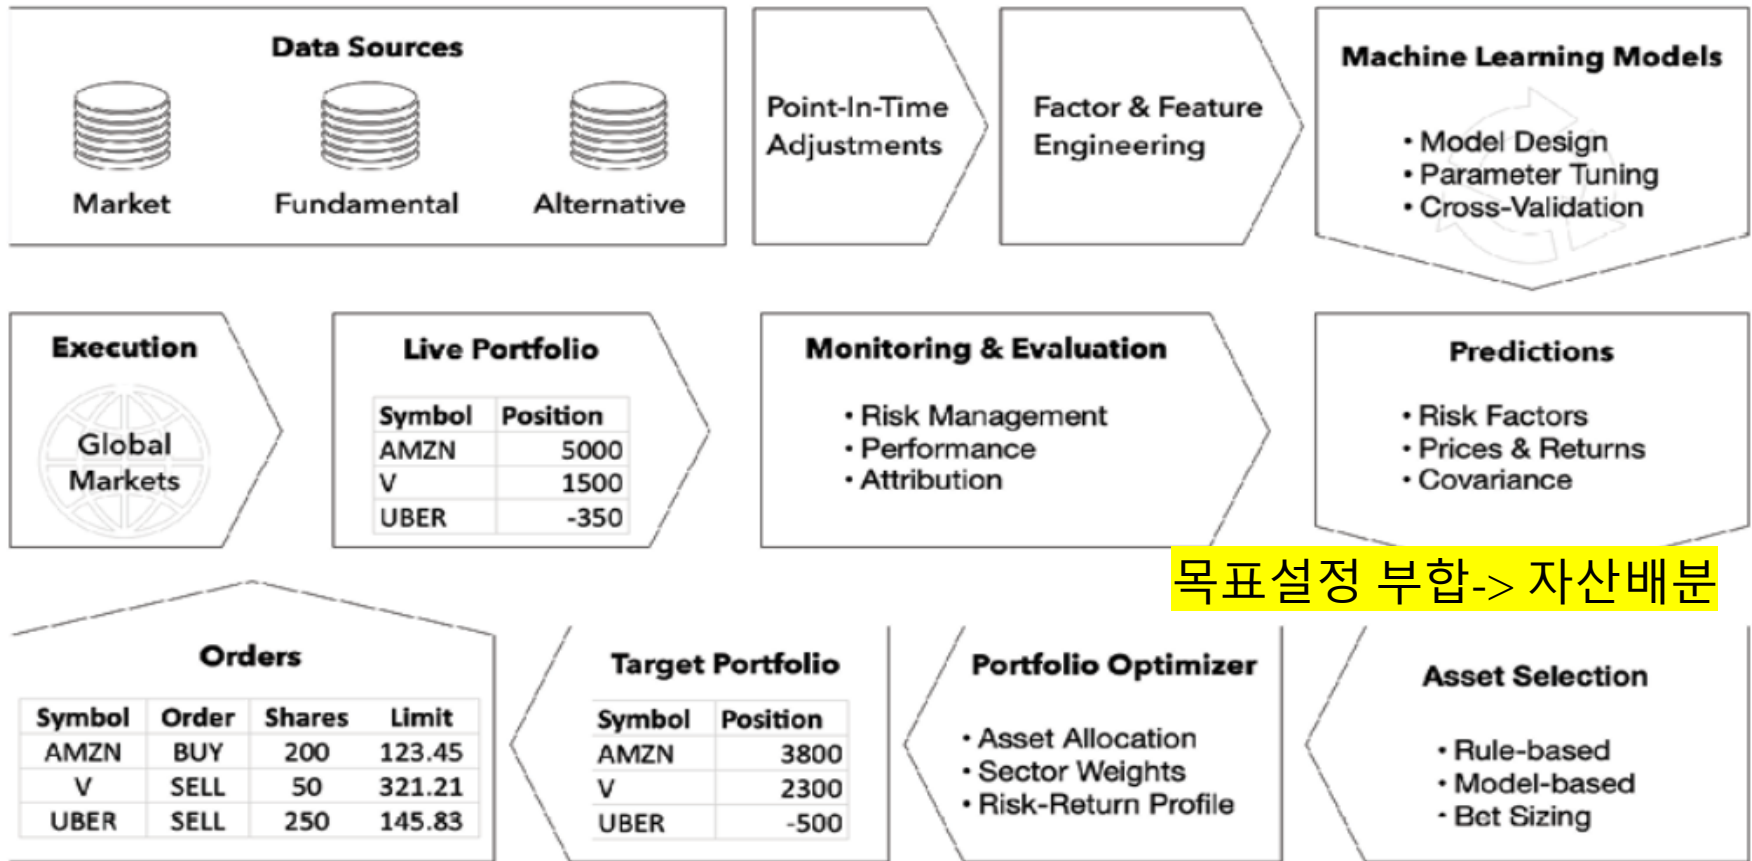 Data Sources
Market
Fundamental
Alternative
Point-In-Time
Adjustments
Factor & Feature
Engineering
Machine Learning Models
• Model Design
• Parameter Tuning
• Cross-Validation
Execution
Global
Markets
Live Portfolio
Symbol Position
AMZN 5000
V 1500
UBER -350
Monitoring & Evaluation
• Risk Management
• Performance
• Attribution
Predictions
• Risk Factors
• Prices & Returns
• Covariance
목표설정 부합-> 자산배분
Orders
Symbol Order Shares Limit
AMZN BUY 200 123.45
V SELL 50 321.21
UBER SELL 250 145.83
Target Portfolio
Symbol Position
AMZN 3800
V 2300
UBER -500
Portfolio Optimizer
• Asset Allocation
• Sector Weights
• Risk-Return Profile
Asset Selection
• Rule-based
• Model-based
• Bet Sizing